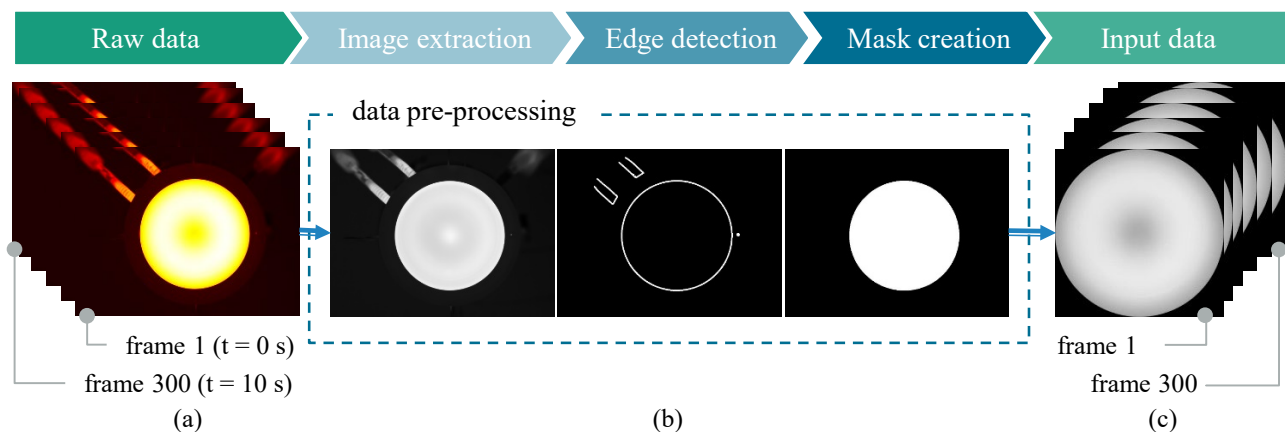 Raw data
Image extraction
Edge detection
Mask creation
Input data
data pre-processing
frame 1 (t = 0 s)
frame 300 (t = 10 s)
frame 1
frame 300
(a)
(b)
(c)